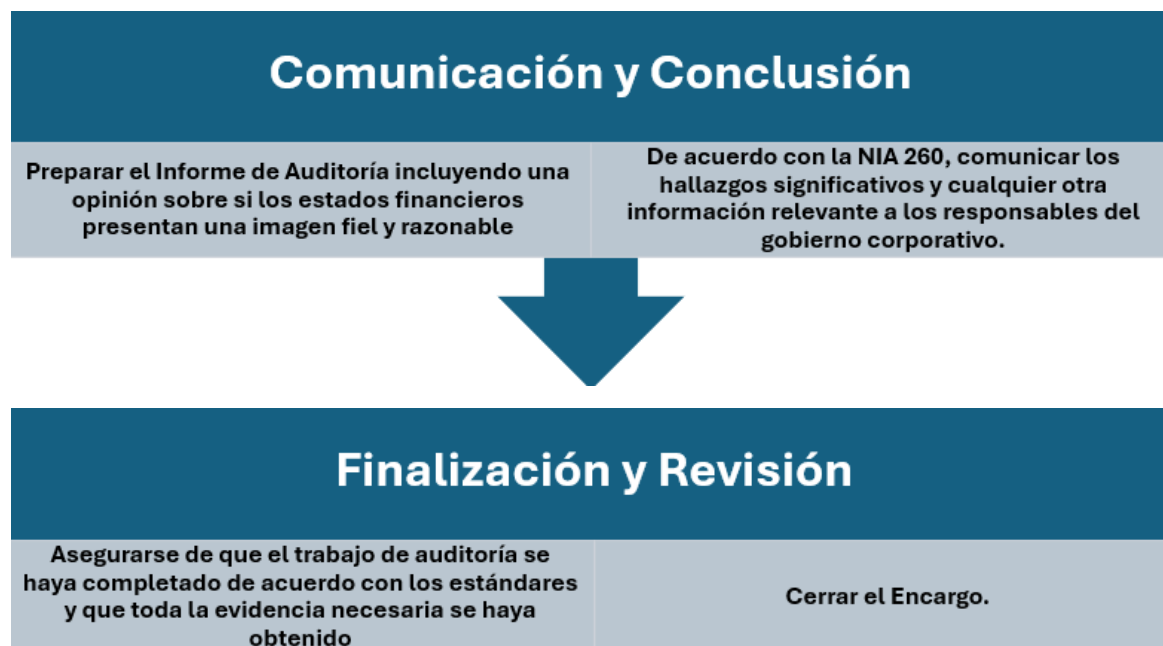 Comunicación y Conclusión
Preparar el Informe de Auditoría incluyendo una
opinión sobre si los estados financieros
presentan una imagen fiel y razonable
De acuerdo con la NIA 260, comunicar los
hallazgos significativos y cualquier otra
información relevante a los responsables del
gobierno corporativo.
Finalización y Revisión
Asegurarse de que el trabajo de auditoría se
haya completado de acuerdo con los estándares
y que toda la evidencia necesaria se haya
obtenido
Cerrar el Encargo.